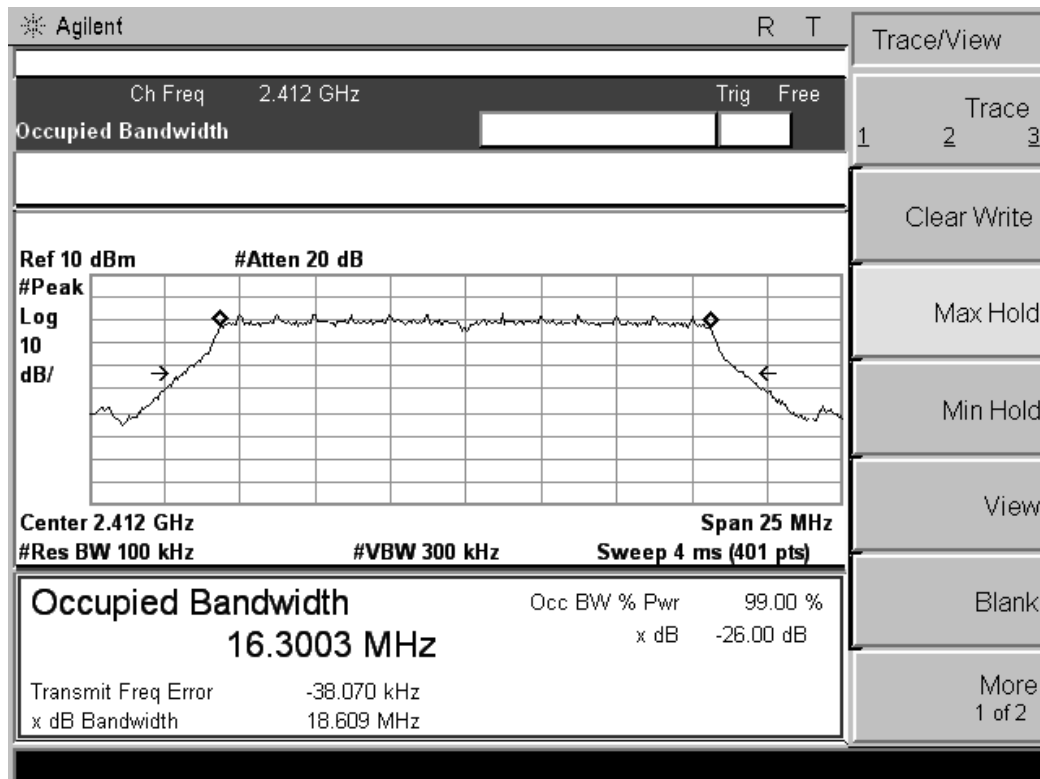 Agilent R T
Trace/View
Ch Freq 2.412 GHz Trig Free
Occupied Bandwidth
Trace
1 2 3
Clear Write
Ref 10 dBm #Atten 20 dB
#Peak
Log
10
dB/
Max Hold
Min Hold
View
Center 2.412 GHz Span 25 MHz
#Res BW 100 kHz #VBW 300 kHz Sweep 4 ms (401 pts)
Occupied Bandwidth Occ BW % Pwr 99.00 %
16.3003 MHz x dB -26.00 dB
Transmit Freq Error -38.070 kHz
x dB Bandwidth 18.609 MHz
Blank
More
1 of 2